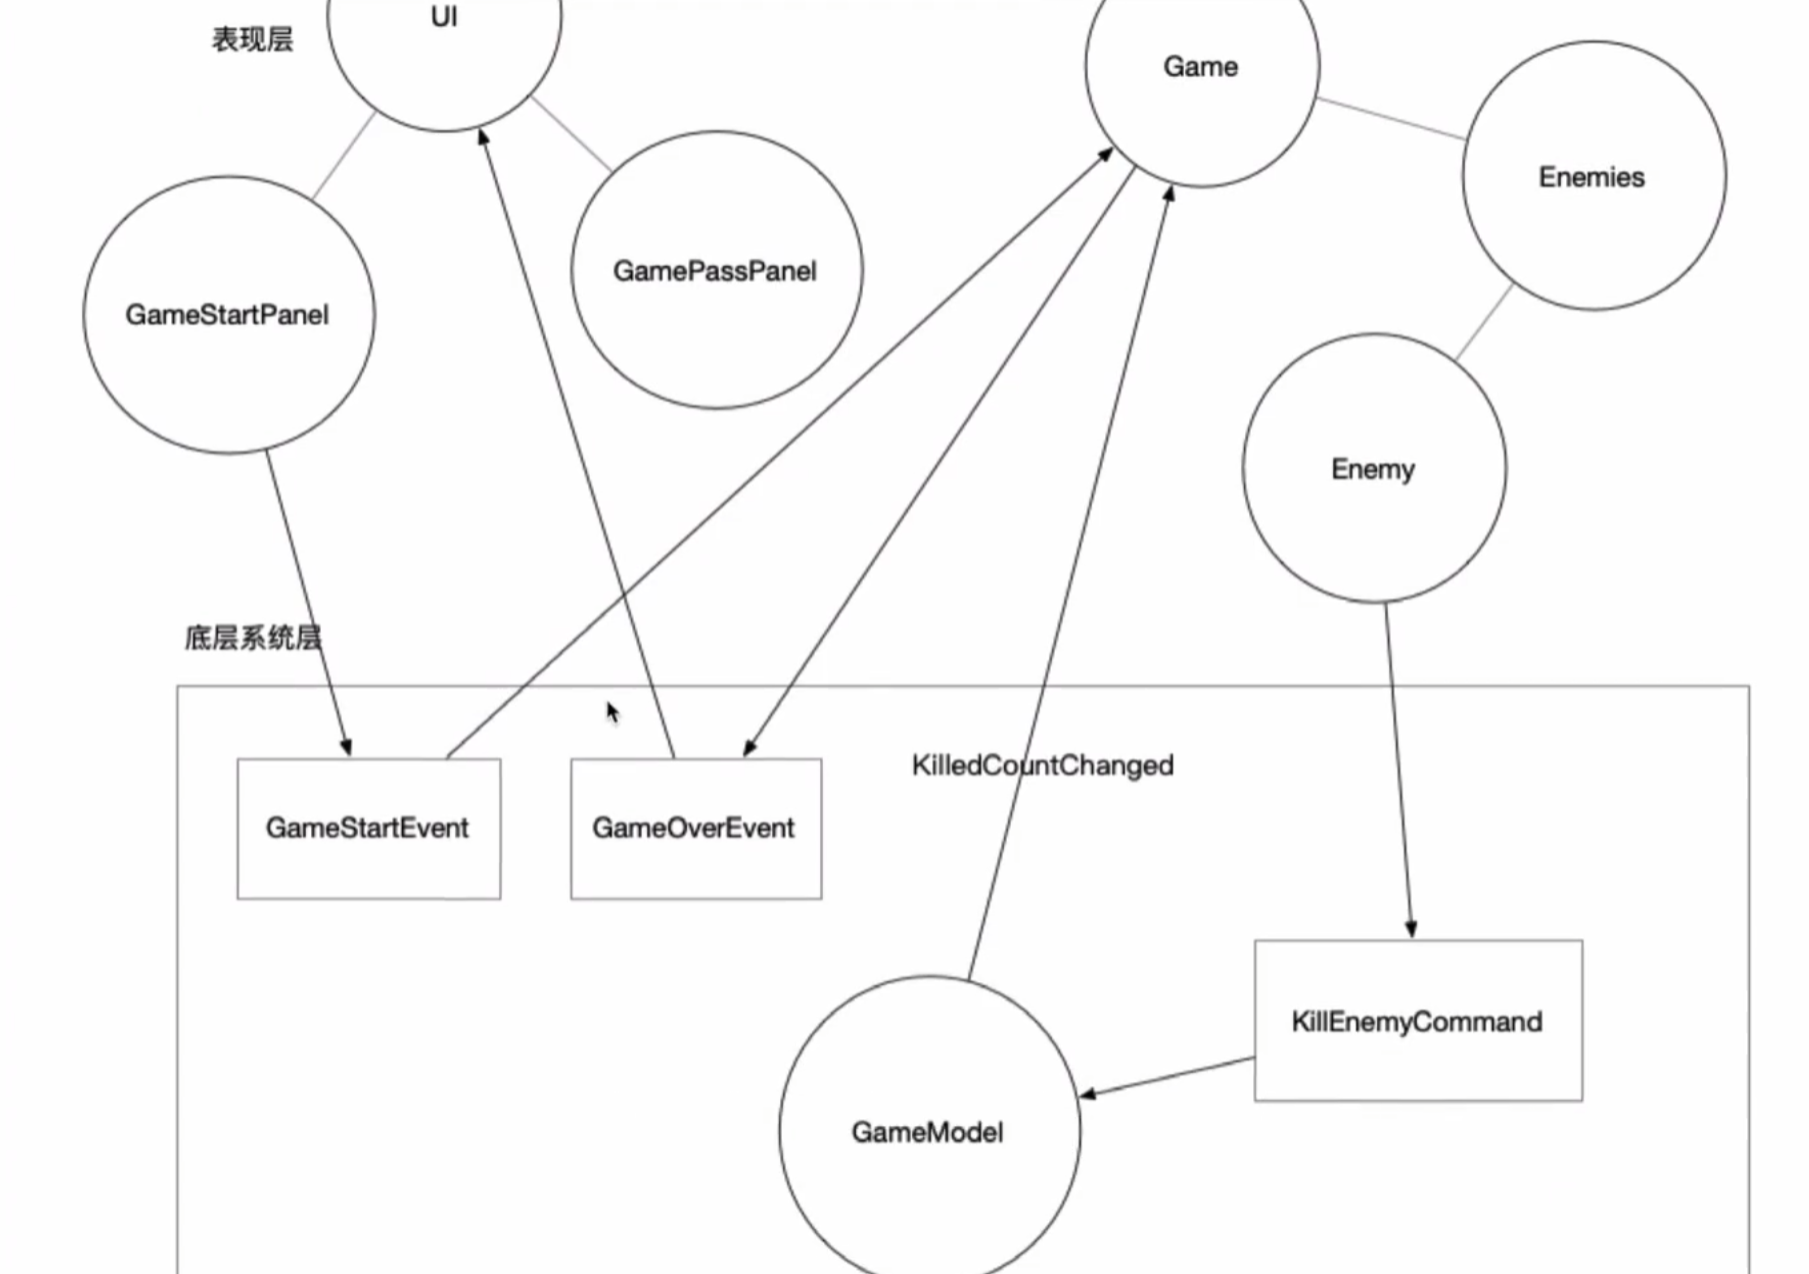 UI
表现层
Game
Enemies
GamePassPanel
GameStartPanel
Enemy
底层系统层
KilledCountChanged
GameStartEvent
GameOverEvent
KillEnemyCommand
GameModel